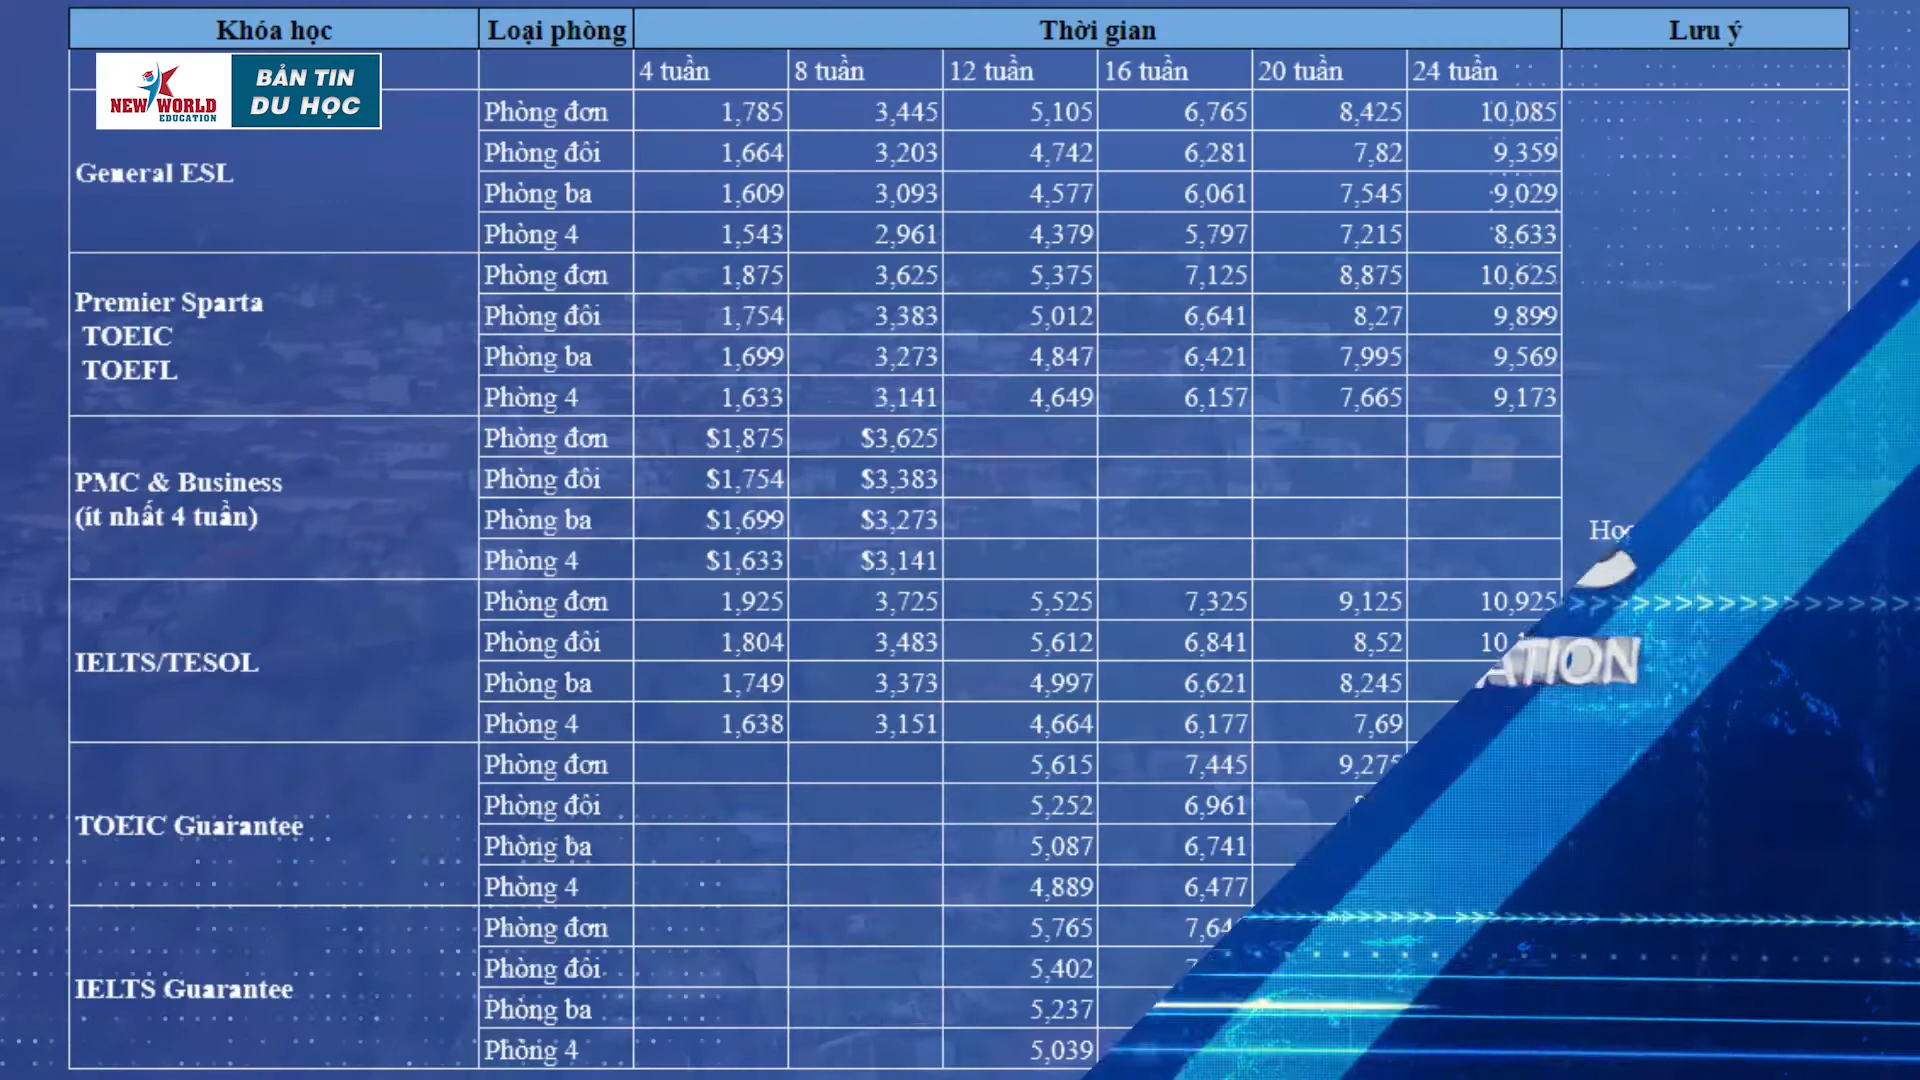 Khóa học Loại phòng Thời gian Lưu ý
4 tuần 8 tuần 12 tuần 16 tuần 20 tuần 24 tuần
NEW WORLD
EDUCATION
BẢN TIN
DU HỌC
General ESL
Phòng đơn 1,785 3,445 5,105 6,765 8,425 10,085
Phòng đôi 1,664 3,203 4,742 6,281 7,82 9,359
Phòng ba 1,609 3,093 4,577 6,061 7,545 9,029
Phòng 4 1,543 2,961 4,379 5,797 7,215 8,633
Premier Sparta
TOEIC
TOEFL
Phòng đơn 1,875 3,625 5,375 7,125 8,875 10,625
Phòng đôi 1,754 3,383 5,012 6,641 8,27 9,899
Phòng ba 1,699 3,273 4,847 6,421 7,995 9,569
Phòng 4 1,633 3,141 4,649 6,157 7,665 9,173
PMC & Business
(ít nhất 4 tuần)
Phòng đơn $1,875 $3,625
Phòng đôi $1,754 $3,383
Phòng ba $1,699 $3,273
Phòng 4 $1,633 $3,141
IELTS/TESOL
Phòng đơn 1,925 3,725 5,525 7,325 9,125 10,925
Phòng đôi 1,804 3,483 5,612 6,841 8,52
Phòng ba 1,749 3,373 4,997 6,621 8,245
Phòng 4 1,638 3,151 4,664 6,177 7,69
TOEIC Guarantee
Phòng đơn 5,615 7,445 9,275
Phòng đôi 5,252 6,961
Phòng ba 5,087 6,741
Phòng 4 4,889 6,477
IELTS Guarantee
Phòng đơn 5,765
Phòng đôi 5,402
Phòng ba 5,237
Phòng 4 5,039